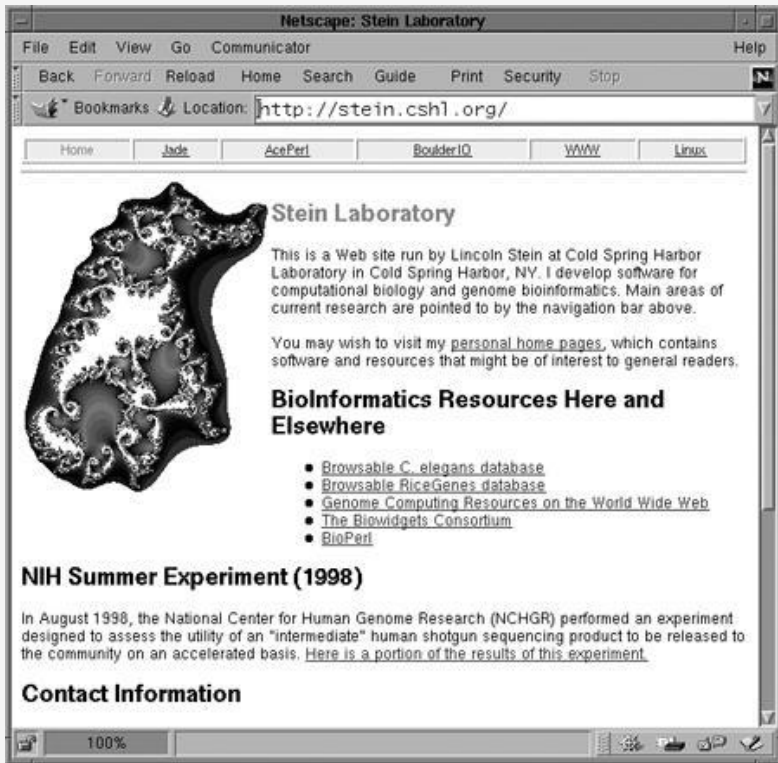 Netscape: Stein Laboratory
File Edit View Go Communicator Help
Back Forward Reload Home Search Guide Print Security Stop N
Bookmarks Location: http://stein.cshl.org/
Home Jade AcePerl BoulderIO WWW Linux
Stein Laboratory
This is a Web site run by Lincoln Stein at Cold Spring Harbor
Laboratory in Cold Spring Harbor, NY. I develop software for
computational biology and genome bioinformatics. Main areas of
current research are pointed to by the navigation bar above.
You may wish to visit my personal home pages, which contains
software and resources that might be of interest to general readers.
BioInformatics Resources Here and
Elsewhere
Browsable C. elegans database
Browsable RiceGenes database
Genome Computing Resources on the World Wide Web
The Biowidgets Consortium
BioPerl
NIH Summer Experiment (1998)
In August 1998, the National Center for Human Genome Research (NCHGR) performed an experiment
designed to assess the utility of an "intermediate" human shotgun sequencing product to be released to
the community on an accelerated basis. Here is a portion of the results of this experiment.
Contact Information
100%